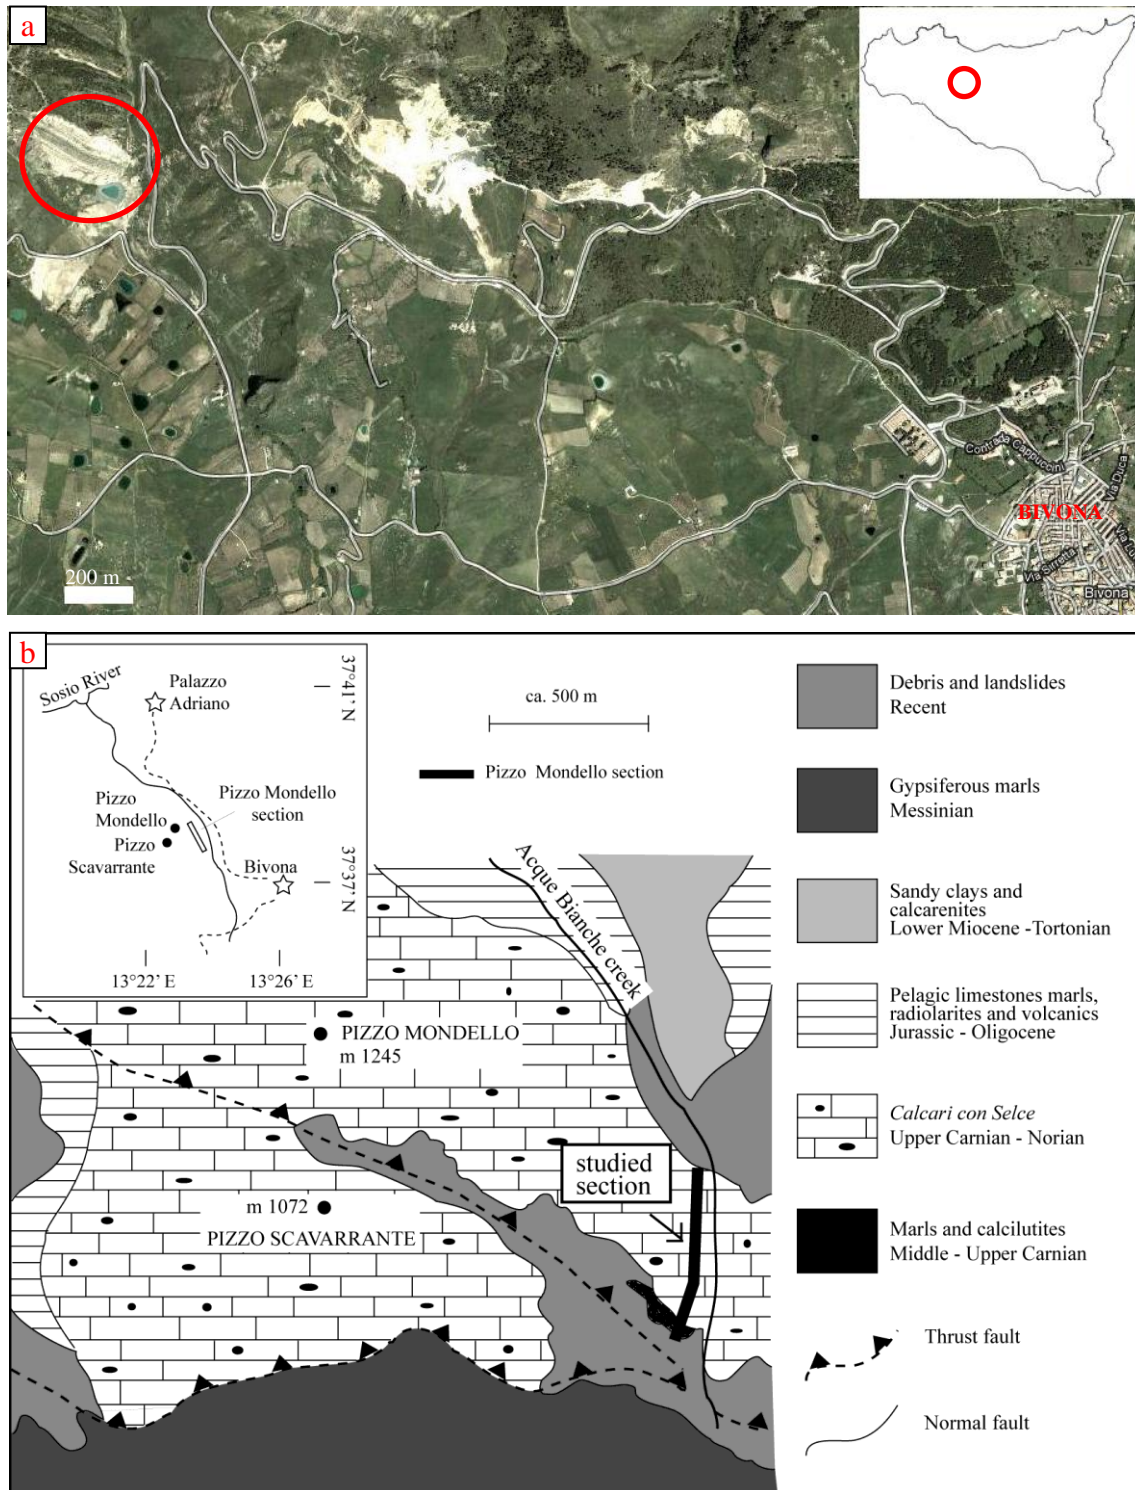 a
Contrada Cappuccini
Via Duca
BIVONA
Via Lu
Via Sirretta
Bivona
200 m
b
Sosio River
Palazzo
Adriano
37°41' N
Pizzo Mondello
section
Pizzo
Mondello
Pizzo
Scavarrante
Bivona
37°37' N
13°22' E
13°26' E
ca. 500 m
Pizzo Mondello section
Acque Bianche creek
PIZZO MONDELLO
m 1245
studied
section
m 1072
PIZZO SCAVARRANTE
Debris and landslides
Recent
Gypsiferous marls
Messinian
Sandy clays and
calcarenites
Lower Miocene -Tortonian
Pelagic limestones marls,
radiolarites and volcanics
Jurassic - Oligocene
Calcari con Selce
Upper Carnian - Norian
Marls and calcilutites
Middle - Upper Carnian
Thrust fault
Normal fault